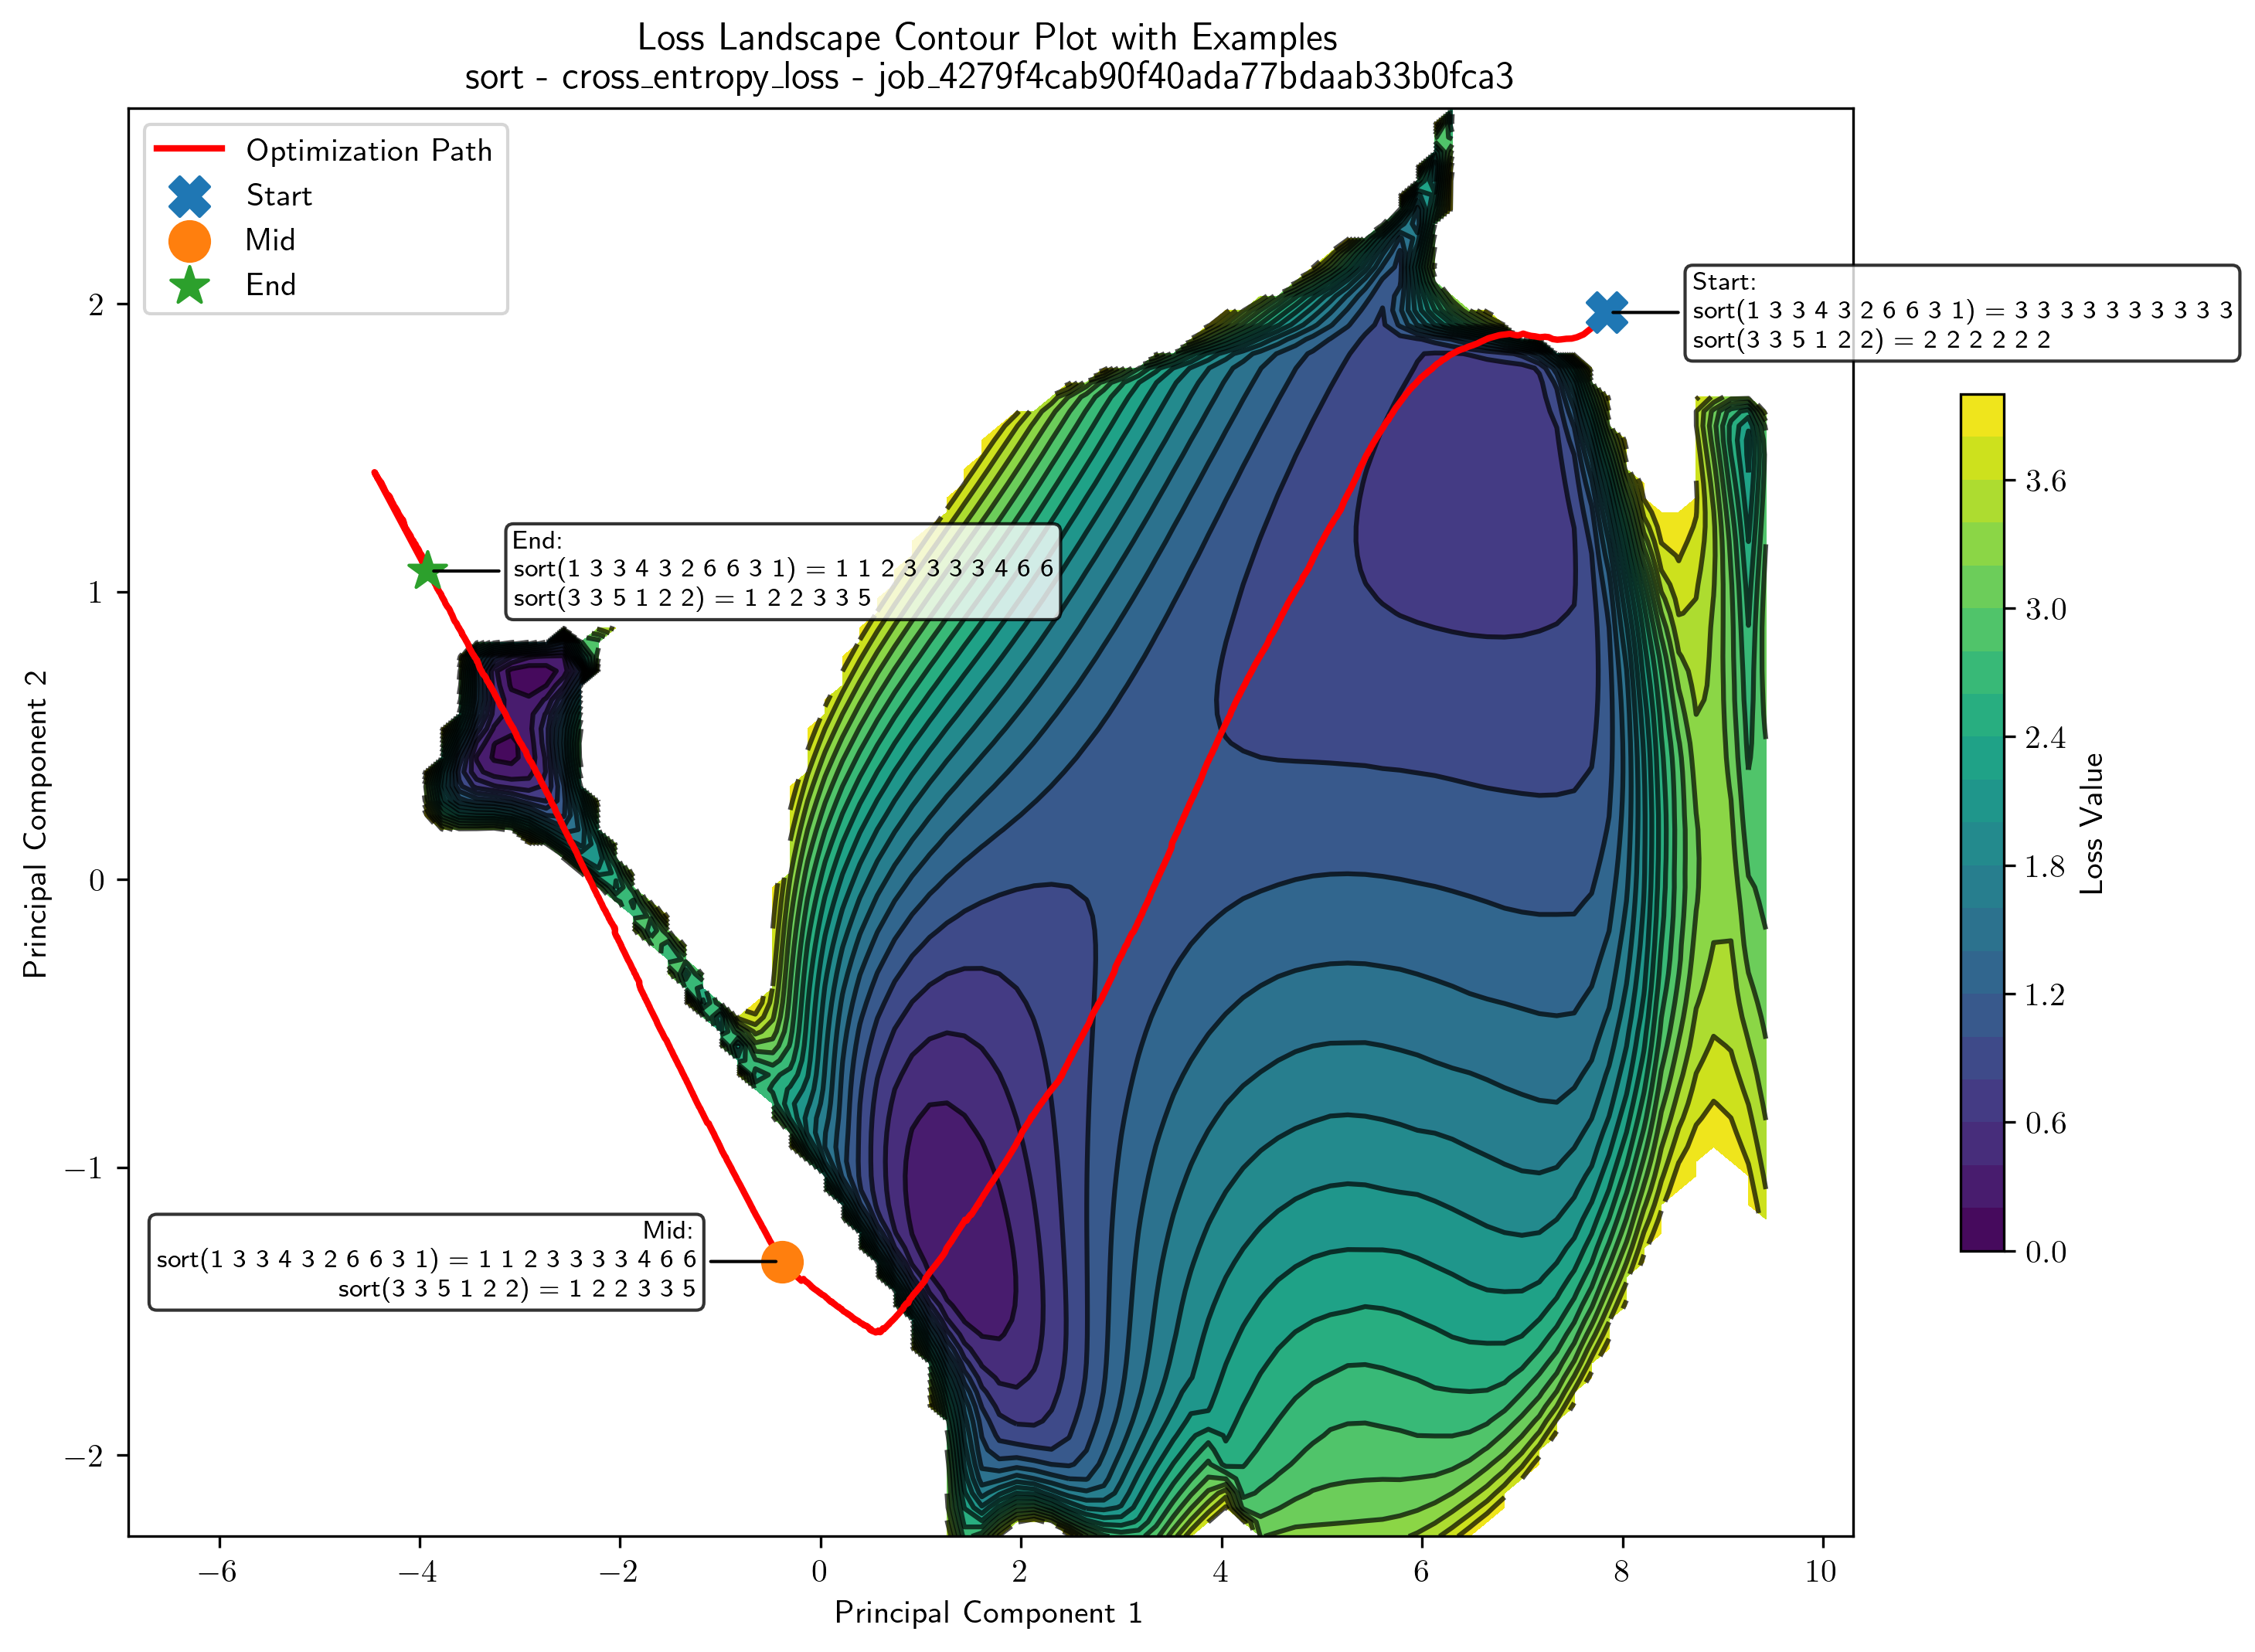 Loss Landscape Contour Plot with Examples
sort - cross_entropy_loss - job_4279f4cab90f40ada77bdaab33b0fca3
Optimization Path
Start
Mid
End
Start:
sort(1 3 3 4 3 2 6 6 3 1) = 3 3 3 3 3 3 3 3 3 3
sort(3 3 5 1 2 2) = 2 2 2 2 2 2
End:
sort(1 3 3 4 3 2 6 6 3 1) = 1 1 2 3 3 3 3 4 6 6
sort(3 3 5 1 2 2) = 1 2 2 3 3 5
Mid:
sort(1 3 3 4 3 2 6 6 3 1) = 1 1 2 3 3 3 3 4 6 6
sort(3 3 5 1 2 2) = 1 2 2 3 3 5
2
1
0
−1
−2
Principal Component 2
−6
−4
−2
0
2
4
6
8
10
Principal Component 1
3.6
3.0
2.4
1.8
1.2
0.6
0.0
Loss Value